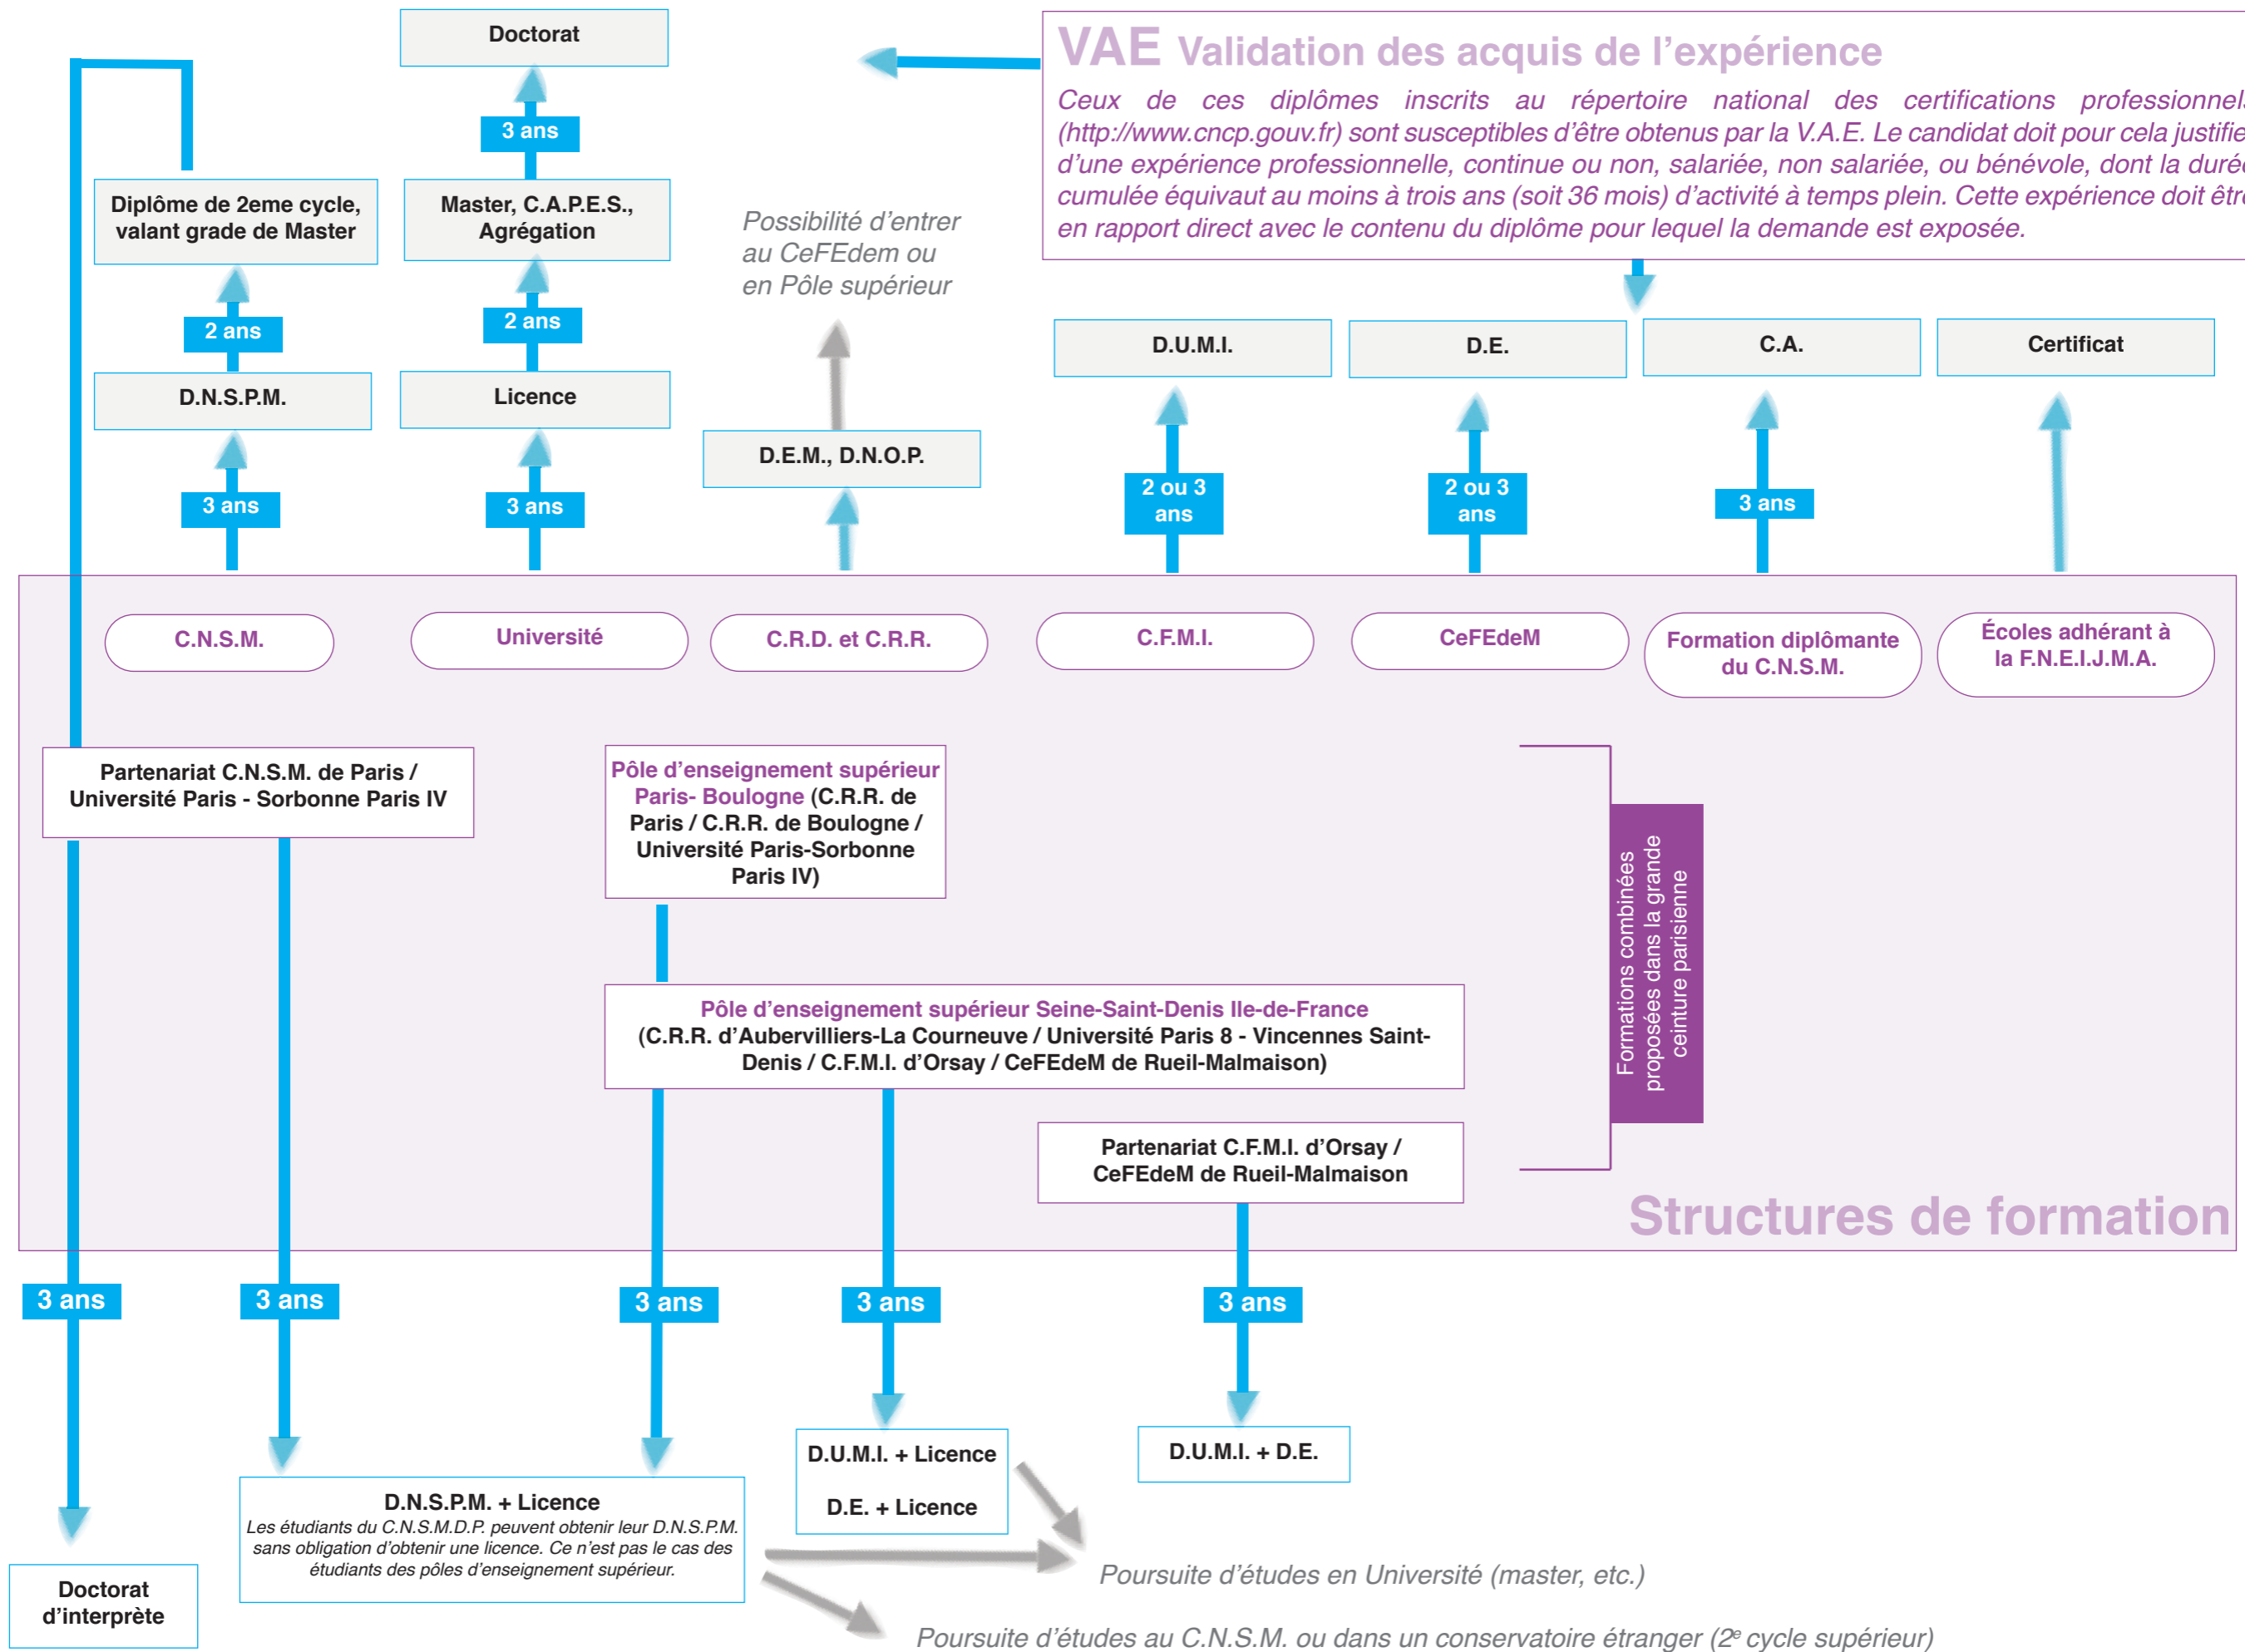 Doctorat
VAE Validation des acquis de l'expérience
Ceux de ces diplômes inscrits au répertoire national des certifications professionnels
(http://www.cncp.gouv.fr) sont susceptibles d'être obtenus par la V.A.E. Le candidat doit pour cela justifie
d'une expérience professionnelle, continue ou non, salariée, non salariée, ou bénévole, dont la durée
cumulée équivaut au moins à trois ans (soit 36 mois) d'activité à temps plein. Cette expérience doit être
en rapport direct avec le contenu du diplôme pour lequel la demande est exposée.
3 ans
Diplôme de 2eme cycle,
valant grade de Master
Master, C.A.P.E.S.,
Agrégation
Possibilité d'entrer
au CeFEdem ou
en Pôle supérieur
2 ans
2 ans
D.U.M.I.
D.E.
C.A.
Certificat
D.N.S.P.M.
Licence
D.E.M., D.N.O.P.
3 ans
3 ans
2 ou 3
ans
2 ou 3
ans
3 ans
C.N.S.M.
Université
C.R.D. et C.R.R.
C.F.M.I.
CeFEdeM
Formation diplômante
du C.N.S.M.
Écoles adhérant à
la F.N.E.I.J.M.A.
Partenariat C.N.S.M. de Paris /
Université Paris - Sorbonne Paris IV
Pôle d'enseignement supérieur
Paris- Boulogne (C.R.R. de
Paris / C.R.R. de Boulogne /
Université Paris-Sorbonne
Paris IV)
Formations combinées
proposées dans la grande
ceinture parisienne
Pôle d'enseignement supérieur Seine-Saint-Denis Ile-de-France
(C.R.R. d'Aubervilliers-La Courneuve / Université Paris 8 - Vincennes Saint-
Denis / C.F.M.I. d'Orsay / CeFEdeM de Rueil-Malmaison)
Partenariat C.F.M.I. d'Orsay /
CeFEdeM de Rueil-Malmaison
Structures de formation
3 ans
3 ans
3 ans
3 ans
3 ans
D.U.M.I. + Licence
D.E. + Licence
D.U.M.I. + D.E.
D.N.S.P.M. + Licence
Les étudiants du C.N.S.M.D.P. peuvent obtenir leur D.N.S.P.M.
sans obligation d'obtenir une licence. Ce n'est pas le cas des
étudiants des pôles d'enseignement supérieur.
Doctorat
d'interprète
Poursuite d'études en Université (master, etc.)
Poursuite d'études au C.N.S.M. ou dans un conservatoire étranger (2e cycle supérieur)